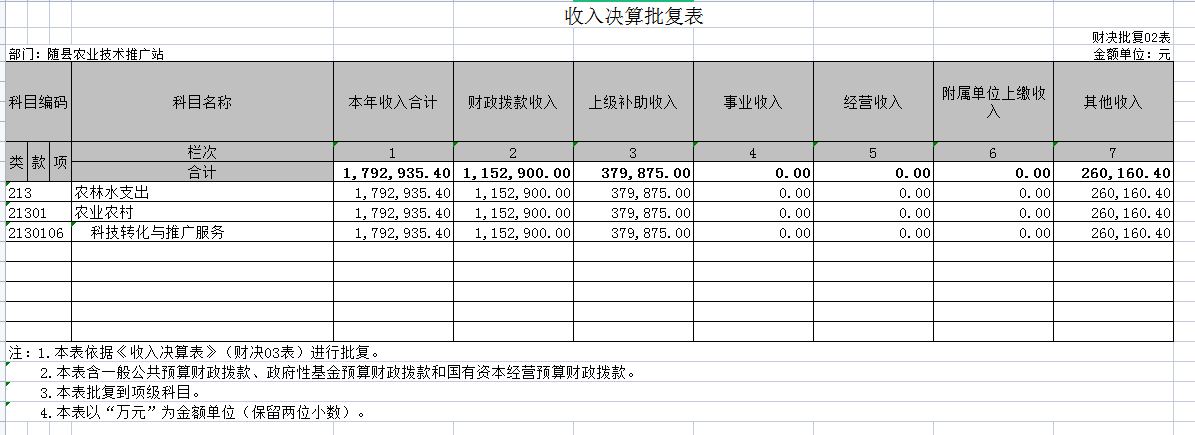 收入决算批复表
财决批复02表
部门：随县农业技术推广站 金额单位：元
科目编码 科目名称 本年收入合计 财政拨款收入 上级补助收入 事业收入 经营收入 附属单位上缴收入 其他收入
类 款 项 栏次 1 2 3 4 5 6 7
合计 1,792,935.40 1,152,900.00 379,875.00 0.00 0.00 0.00 260,160.40
213 农林水支出 1,792,935.40 1,152,900.00 379,875.00 0.00 0.00 0.00 260,160.40
21301 农业农村 1,792,935.40 1,152,900.00 379,875.00 0.00 0.00 0.00 260,160.40
2130106 科技转化与推广服务 1,792,935.40 1,152,900.00 379,875.00 0.00 0.00 0.00 260,160.40
注：1.本表依据《收入决算表》（财决03表）进行批复。
2.本表含一般公共预算财政拨款、政府性基金预算财政拨款和国有资本经营预算财政拨款。
3.本表批复到项级科目。
4.本表以“万元”为金额单位（保留两位小数）。